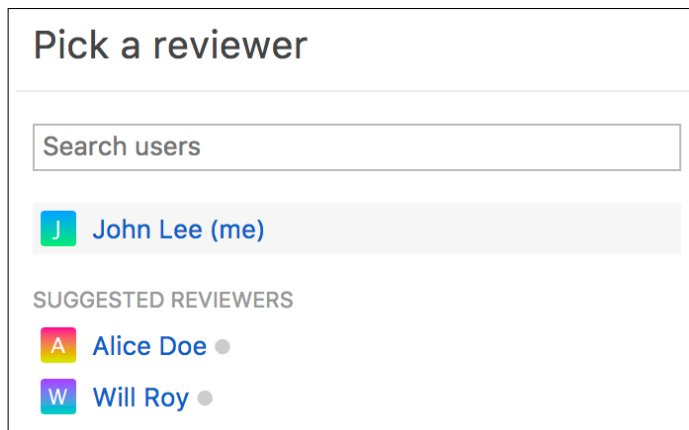 Pick a reviewer
Search users
J John Lee (me)
SUGGESTED REVIEWERS
A Alice Doe
W Will Roy